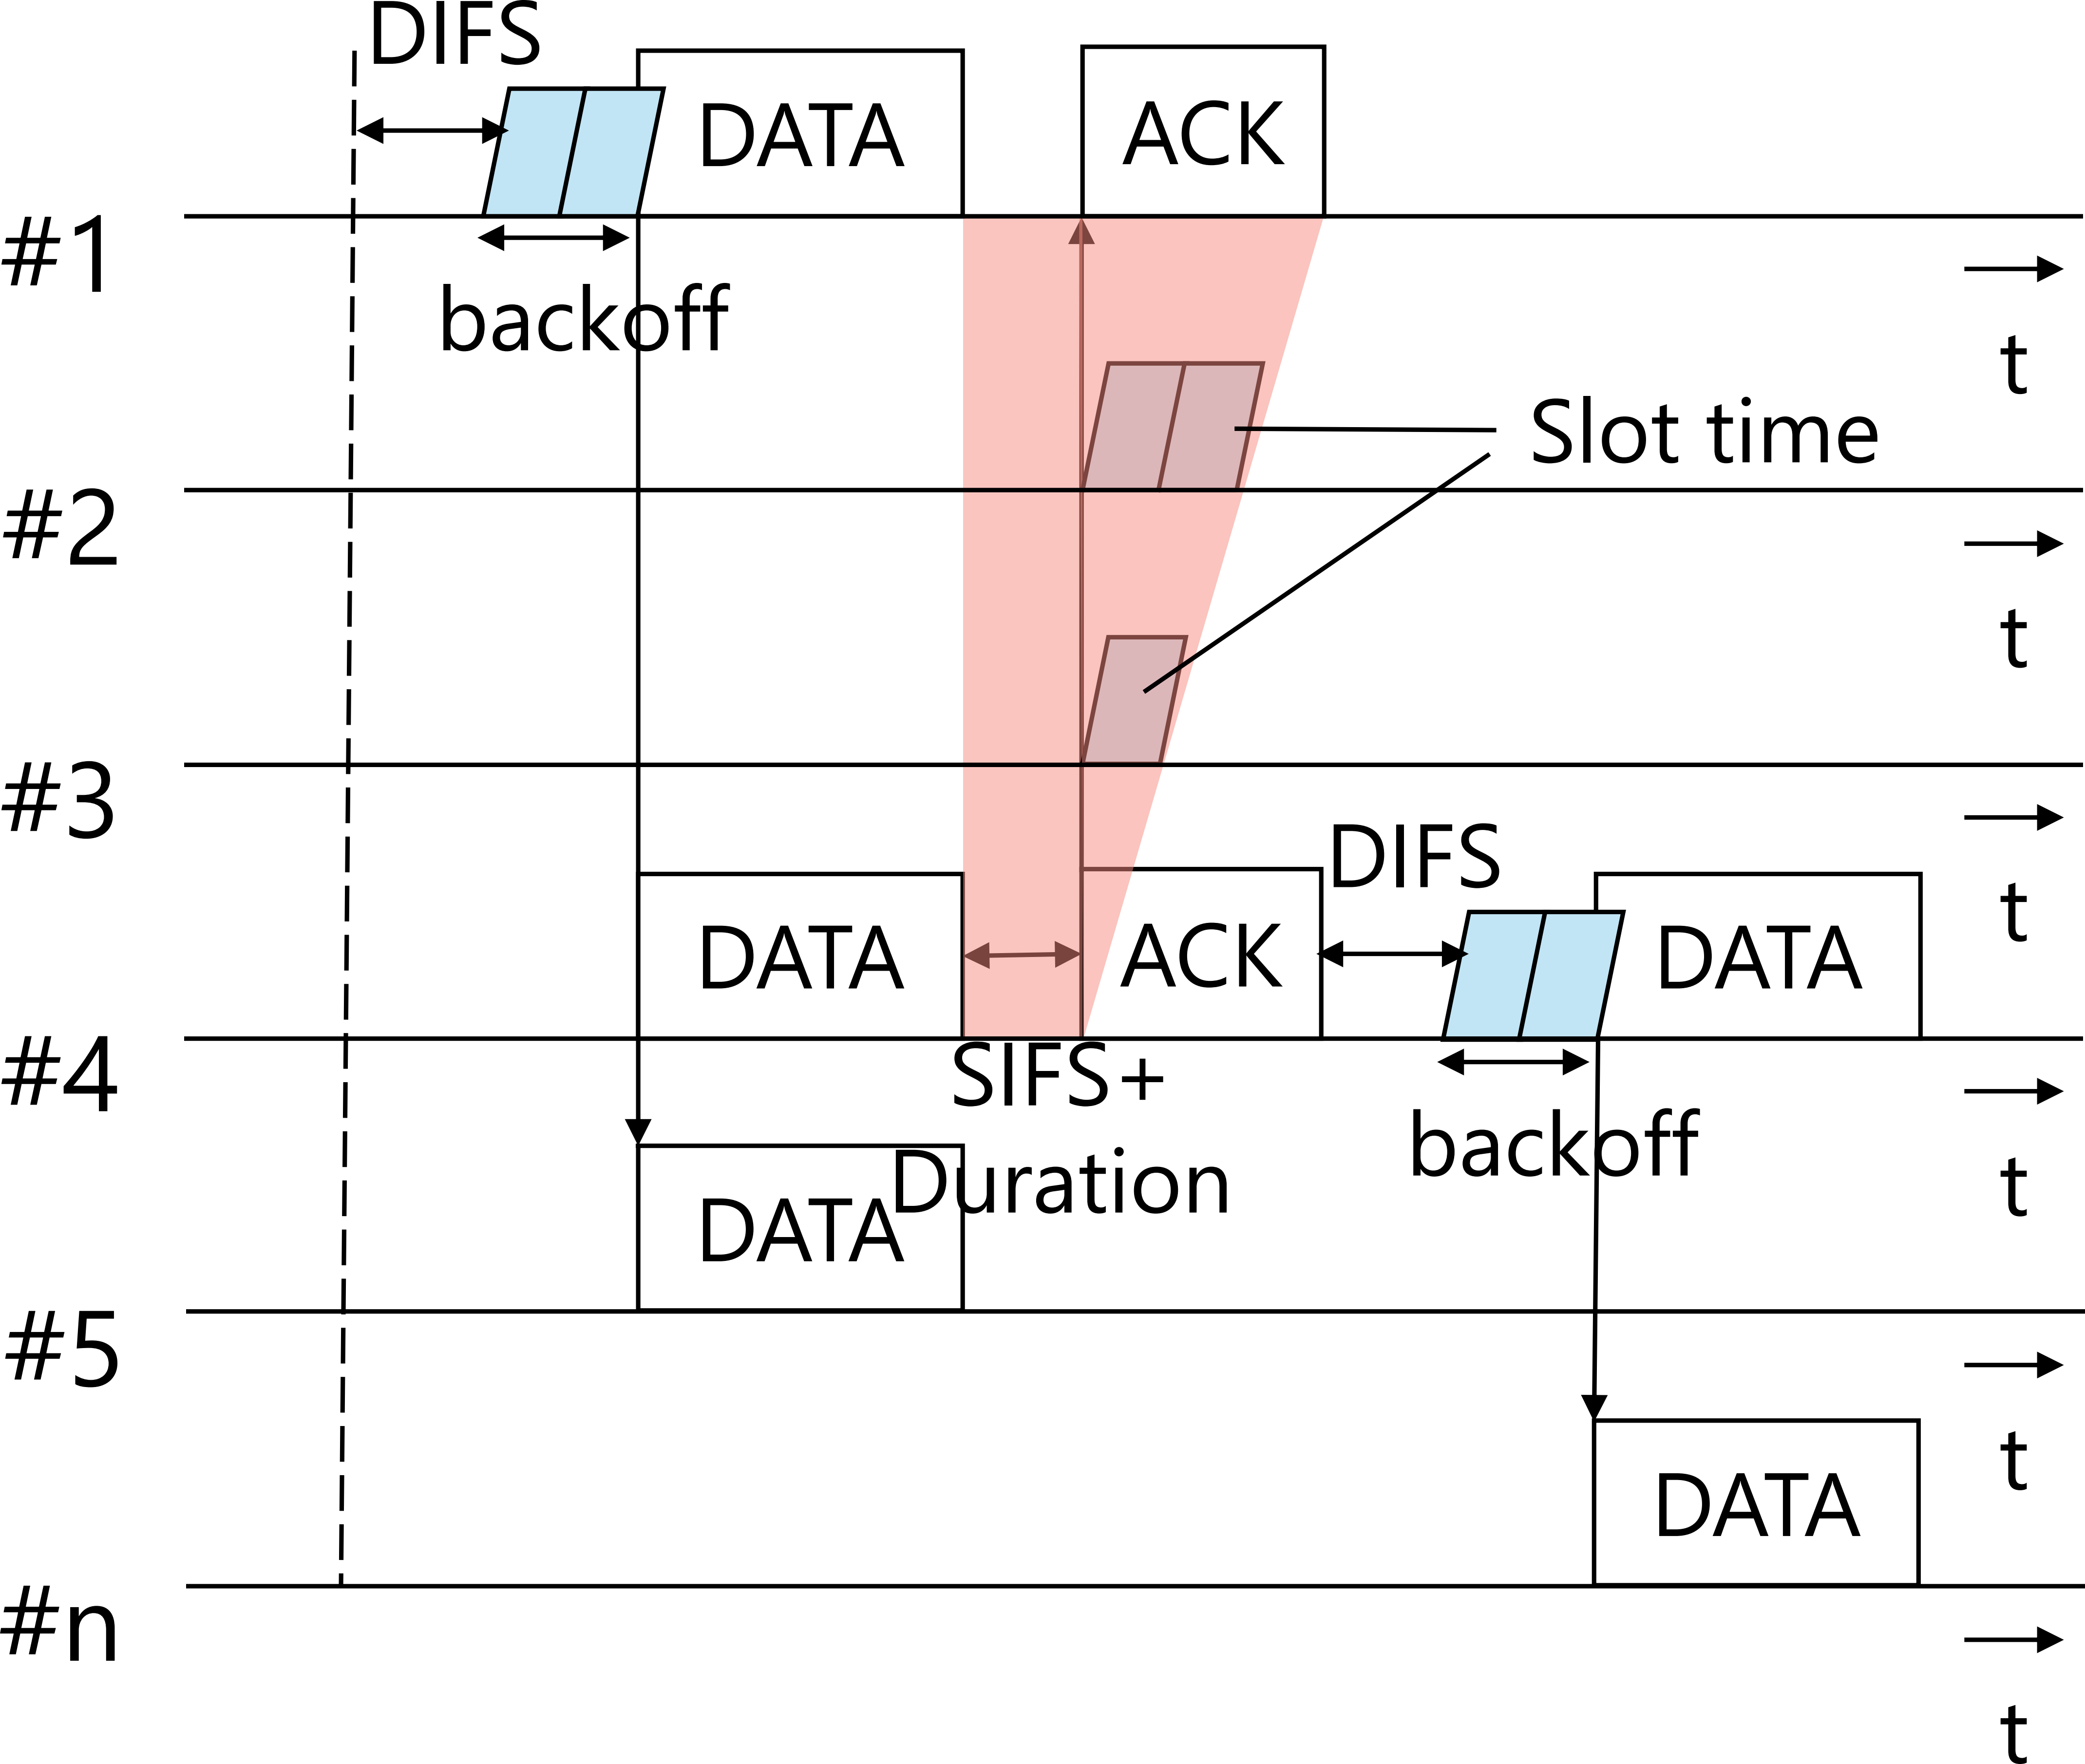 DIFS
DATA
ACK
#1
backoff
t
Slot time
#2
t
#3
DIFS
t
DATA
ACK
DATA
#4
SIFS+
Duration
backoff
t
DATA
#5
t
DATA
#n
t